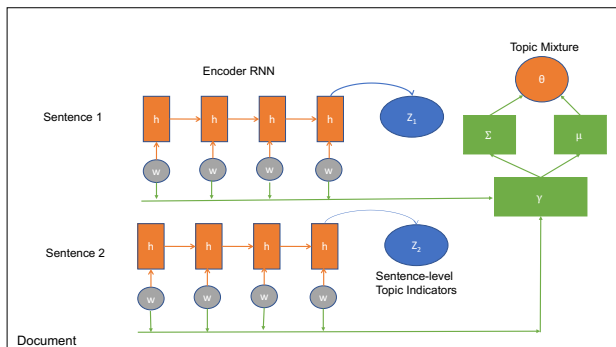 Topic Mixture
θ
Encoder RNN
Sentence 1
h h h h
Z1
Σ μ
w w w w
γ
Sentence 2
h h h h
Z2
Sentence-level
Topic Indicators
w w w w
Document